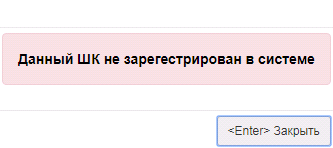 Данный ШК не зарегестрирован в системе
<Enter> Закрыть